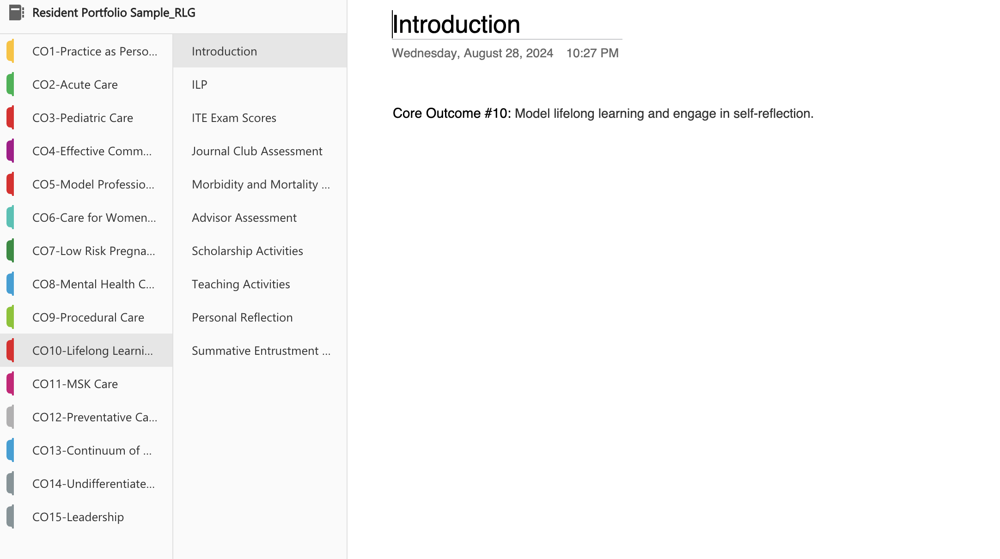 Resident Portfolio Sample_RLG
CO1-Practice as Perso...
CO2-Acute Care
CO3-Pediatric Care
CO4-Effective Comm...
CO5-Model Professio...
CO6-Care for Women...
CO7-Low Risk Pregna...
CO8-Mental Health C...
CO9-Procedural Care
CO10-Lifelong Learni...
CO11-MSK Care
CO12-Preventative Ca...
CO13-Continuum of ...
CO14-Undifferentiate...
CO15-Leadership
Introduction
ILP
ITE Exam Scores
Journal Club Assessment
Morbidity and Mortality ...
Advisor Assessment
Scholarship Activities
Teaching Activities
Personal Reflection
Summative Entrustment ...
Introduction
Wednesday, August 28, 2024 10:27 PM
Core Outcome #10: Model lifelong learning and engage in self-reflection.